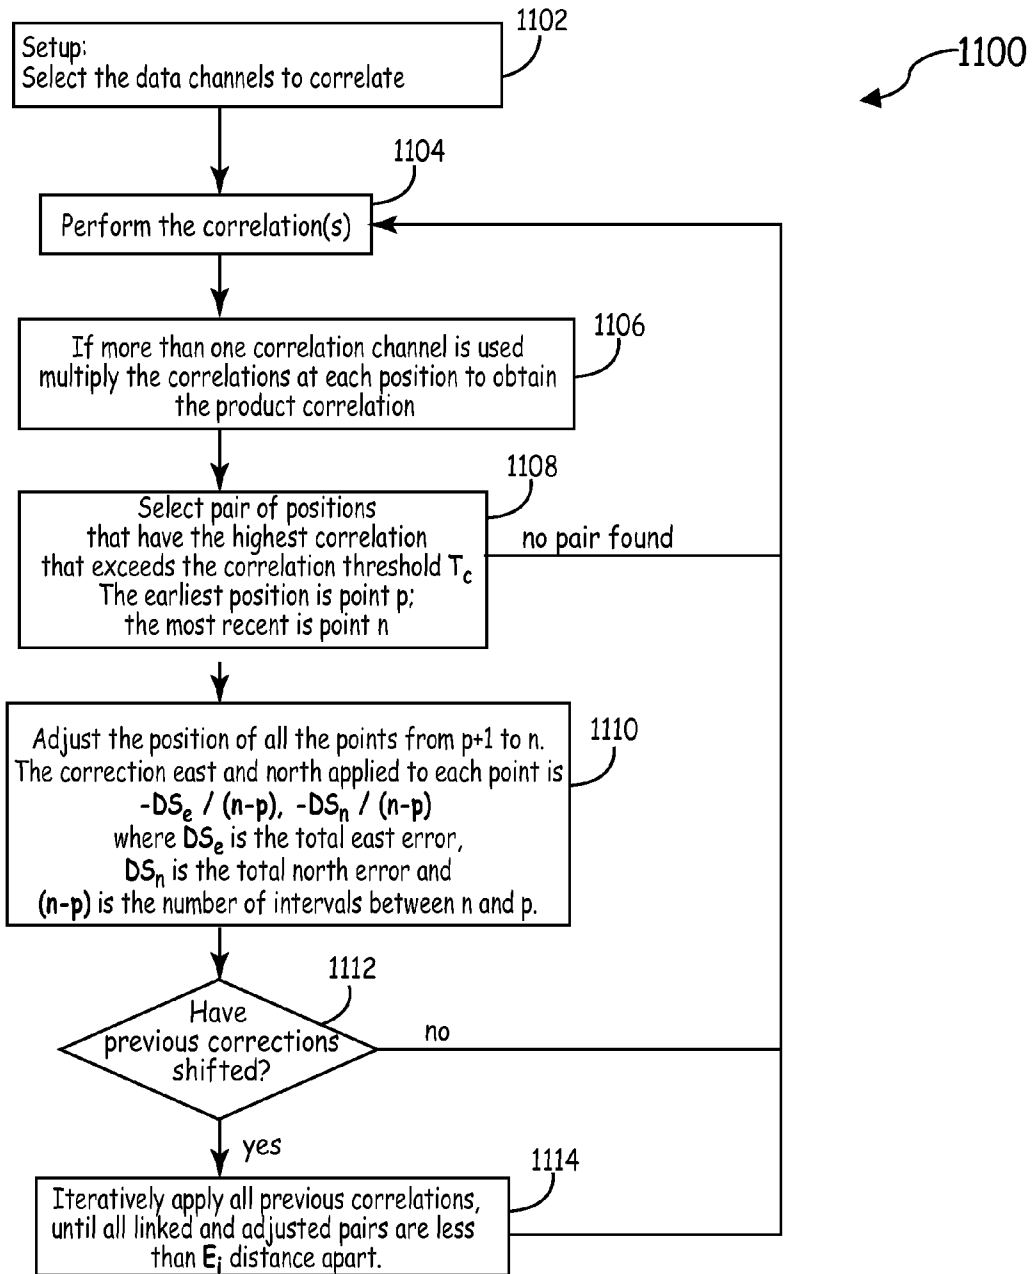 1102
Setup:
Select the data channels to correlate
1100
1104
Perform the correlation(s)
1106
If more than one correlation channel is used
multiply the correlations at each position to obtain
the product correlation
1108
Select pair of positions
that have the highest correlation
that exceeds the correlation threshold Tc
The earliest position is point p;
the most recent is point n
no pair found
1110
Adjust the position of all the points from p+1 to n.
The correction east and north applied to each point is
-DSe / (n-p), -DSn / (n-p)
where DSe is the total east error,
DSn is the total north error and
(n-p) is the number of intervals between n and p.
1112
Have
previous corrections
shifted?
no
yes
1114
Iteratively apply all previous correlations,
until all linked and adjusted pairs are less
than Ei distance apart.